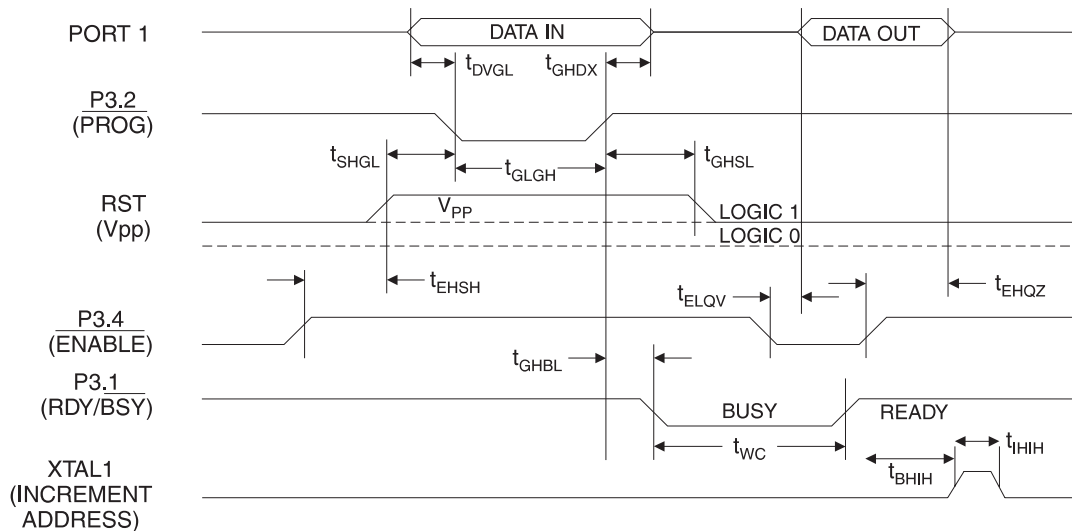 PORT 1
DATA IN
DATA OUT
tDVGL
tGHDX
P3.2
(PROG)
tSHGL
tGLGH
tGHSL
RST
(Vpp)
VPP
LOGIC 1
LOGIC 0
tEHSH
tELQV
tEHQZ
P3.4
(ENABLE)
tGHBL
P3.1
(RDY/BSY)
BUSY
READY
tWC
tIHIH
tBHIH
XTAL1
(INCREMENT
ADDRESS)